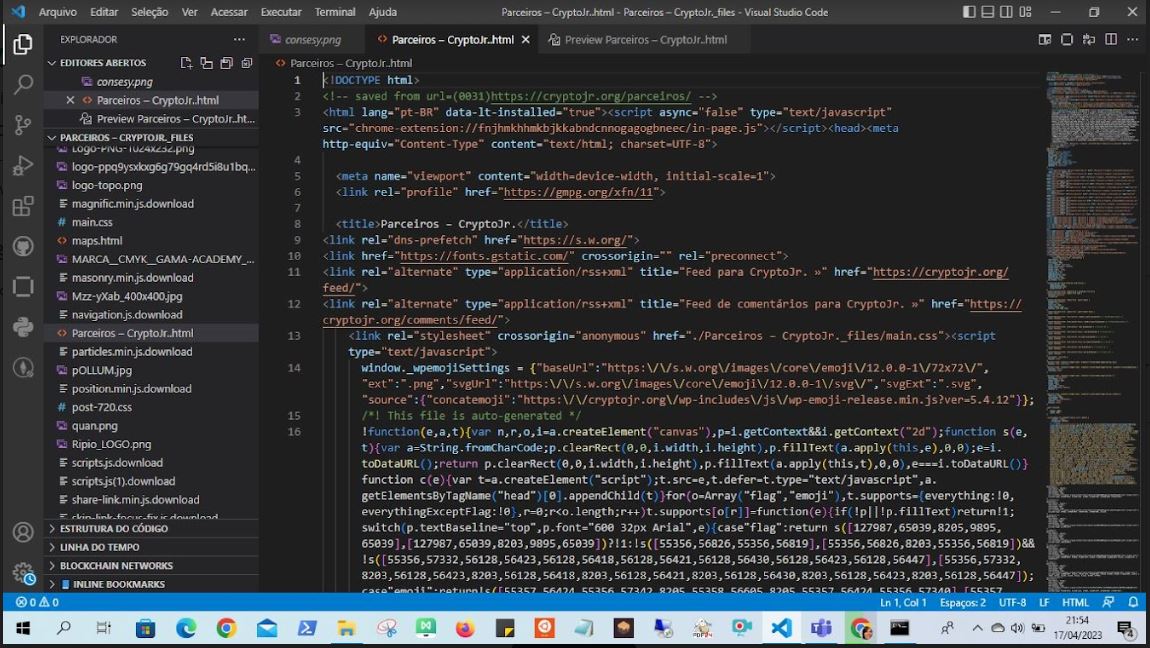 Arquivo Editar Seleção Ver Acessar Executar Terminal Ajuda
Parceiros – CryptoJr..html - Parceiros – CryptoJr._files - Visual Studio Code
EXPLORADOR
EDITORES ABERTOS
consesy.png
Parceiros – CryptoJr..html
Preview Parceiros – CryptoJr..ht...
PARCEIROS – CRYPTOJR._FILES
Logo-PNG-1024x232.png
logo-ppq9ysxkxg6g79gq4rd5i8u1bq...
logo-topo.png
magnific.min.js.download
main.css
maps.html
MARCA__CMYK__GAMA-ACADEMY_...
masonry.min.js.download
Mzz-yXab_400x400.jpg
navigation.js.download
Parceiros – CryptoJr..html
particles.min.js.download
pOLLUM.jpg
position.min.js.download
post-720.css
quan.png
Ripio_LOGO.png
scripts.js.download
scripts.js(1).download
share-link.min.js.download
skip-link-focus-fix.js.download
ESTRUTURA DO CÓDIGO
LINHA DO TEMPO
BLOCKCHAIN NETWORKS
INLINE BOOKMARKS
consesy.png
Parceiros – CryptoJr..html
Preview Parceiros – CryptoJr..html
Parceiros – CryptoJr..html
1 <!DOCTYPE html>
2 <!-- saved from url=(0031)https://cryptojr.org/parceiros/ -->
3 <html lang="pt-BR" data-lt-installed="true"><script async="false" type="text/javascript"
src="chrome-extension://fnjhmkhhmkbjkkabndcnnogagogbneec/in-page.js"></script><head><meta
http-equiv="Content-Type" content="text/html; charset=UTF-8">
4
5 <meta name="viewport" content="width=device-width, initial-scale=1">
6 <link rel="profile" href="https://gmpg.org/xfn/11">
7
8 <title>Parceiros – CryptoJr.</title>
9 <link rel="dns-prefetch" href="https://s.w.org/">
10 <link href="https://fonts.gstatic.com/" crossorigin="" rel="preconnect">
11 <link rel="alternate" type="application/rss+xml" title="Feed para CryptoJr. »" href="https://cryptojr.org/
feed/">
12 <link rel="alternate" type="application/rss+xml" title="Feed de comentários para CryptoJr. »" href="https://
cryptojr.org/comments/feed/">
13 <link rel="stylesheet" crossorigin="anonymous" href="./Parceiros – CryptoJr._files/main.css"><script
type="text/javascript">
14 window._wpemojiSettings = {"baseUrl":"https:\/\/s.w.org\/images\/core\/emoji\/12.0.0-1\/72x72\/",
"ext":".png","svgUrl":"https:\/\/s.w.org\/images\/core\/emoji\/12.0.0-1\/svg\/","svgExt":".svg",
"source":{"concatemoji":"https:\/\/cryptojr.org\/wp-includes\/js\/wp-emoji-release.min.js?ver=5.4.12"}};
15 /*! This file is auto-generated */
16 !function(e,a,t){var n,r,o,i=a.createElement("canvas"),p=i.getContext&&i.getContext("2d");function s(e,
t){var a=String.fromCharCode;p.clearRect(0,0,i.width,i.height),p.fillText(a.apply(this,e),0,0);e=i.
toDataURL();return p.clearRect(0,0,i.width,i.height),p.fillText(a.apply(this,t),0,0),e===i.toDataURL()}
function c(e){var t=a.createElement("script");t.src=e,t.defer=t.type="text/javascript",a.
getElementsByTagName("head")[0].appendChild(t)}for(o=Array("flag","emoji"),t.supports={everything:!0,
everythingExceptFlag:!0},r=0;r<o.length;r++)t.supports[o[r]]=function(e){if(!p||!p.fillText)return!1;
switch(p.textBaseline="top",p.font="600 32px Arial",e){case"flag":return s([127987,65039,8205,9895,
65039],[127987,65039,8203,9895,65039])?!1:!s([55356,56826,55356,56819],[55356,56826,8203,55356,56819])&&
!s([55356,57332,56128,56423,56128,56418,56128,56421,56128,56430,56128,56423,56128,56447],[55356,57332,
8203,56128,56423,8203,56128,56418,8203,56128,56421,8203,56128,56430,8203,56128,56423,8203,56128,56447]);
case"emoji":return!s([55357,56424,55356,57342,8205,55358,56605,8205,55357,56424,55356,57340],[55357,
0 0
Ln 1, Col 1 Espaços: 2 UTF-8 LF HTML
PDF24
21:54
17/04/2023
4